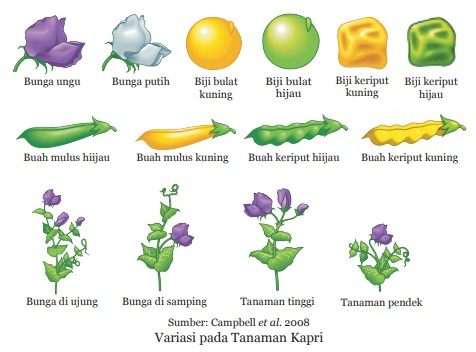 Bunga ungu Bunga putih Biji bulat kuning Biji bulat hijau Biji keriput kuning Biji keriput hijau
Buah mulus hiijau Buah mulus kuning Buah keriput hiijau Buah keriput kuning
Bunga di ujung Bunga di samping Tanaman tinggi Tanaman pendek
Sumber: Campbell et al. 2008
Variasi pada Tanaman Kapri